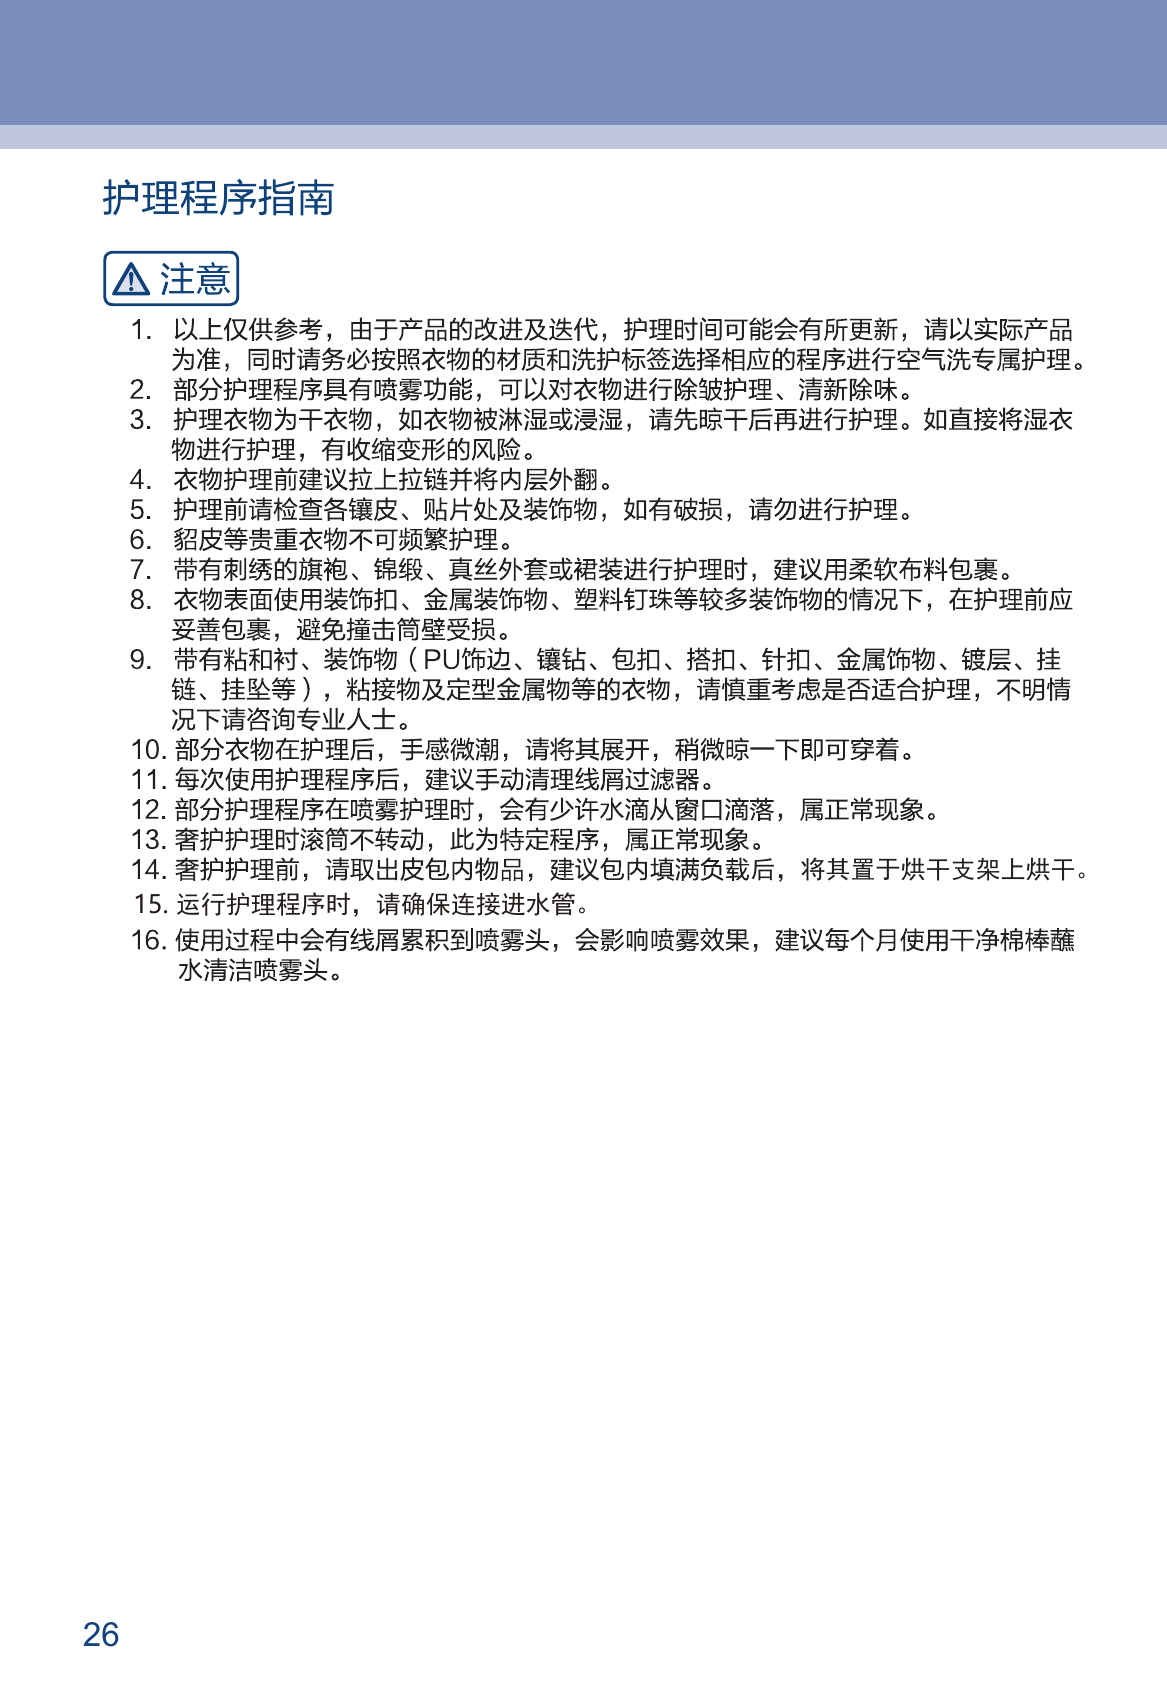 护理程序指南
注意
1. 以上仅供参考，由于产品的改进及迭代，护理时间可能会有所更新，请以实际产品
为准，同时请务必按照衣物的材质和洗护标签选择相应的程序进行空气洗专属护理。
2. 部分护理程序具有喷雾功能，可以对衣物进行除皱护理、清新除味。
3. 护理衣物为干衣物，如衣物被淋湿或浸湿，请先晾干后再进行护理。如直接将湿衣
物进行护理，有收缩变形的风险。
4. 衣物护理前建议拉上拉链并将内层外翻。
5. 护理前请检查各镶皮、贴片处及装饰物，如有破损，请勿进行护理。
6. 貂皮等贵重衣物不可频繁护理。
7. 带有刺绣的旗袍、锦缎、真丝外套或裙装进行护理时，建议用柔软布料包裹。
8. 衣物表面使用装饰扣、金属装饰物、塑料钉珠等较多装饰物的情况下，在护理前应
妥善包裹，避免撞击筒壁受损。
9. 带有粘和衬、装饰物（PU饰边、镶钻、包扣、搭扣、针扣、金属饰物、镀层、挂
链、挂坠等），粘接物及定型金属物等的衣物，请慎重考虑是否适合护理，不明情
况下请咨询专业人士。
10. 部分衣物在护理后，手感微潮，请将其展开，稍微晾一下即可穿着。
11. 每次使用护理程序后，建议手动清理线屑过滤器。
12. 部分护理程序在喷雾护理时，会有少许水滴从窗口滴落，属正常现象。
13. 奢护护理时滚筒不转动，此为特定程序，属正常现象。
14. 奢护护理前，请取出皮包内物品，建议包内填满负载后，将其置于烘干支架上烘干。
15. 运行护理程序时，请确保连接进水管。
16. 使用过程中会有线屑累积到喷雾头，会影响喷雾效果，建议每个月使用干净棉棒蘸
水清洁喷雾头。
26